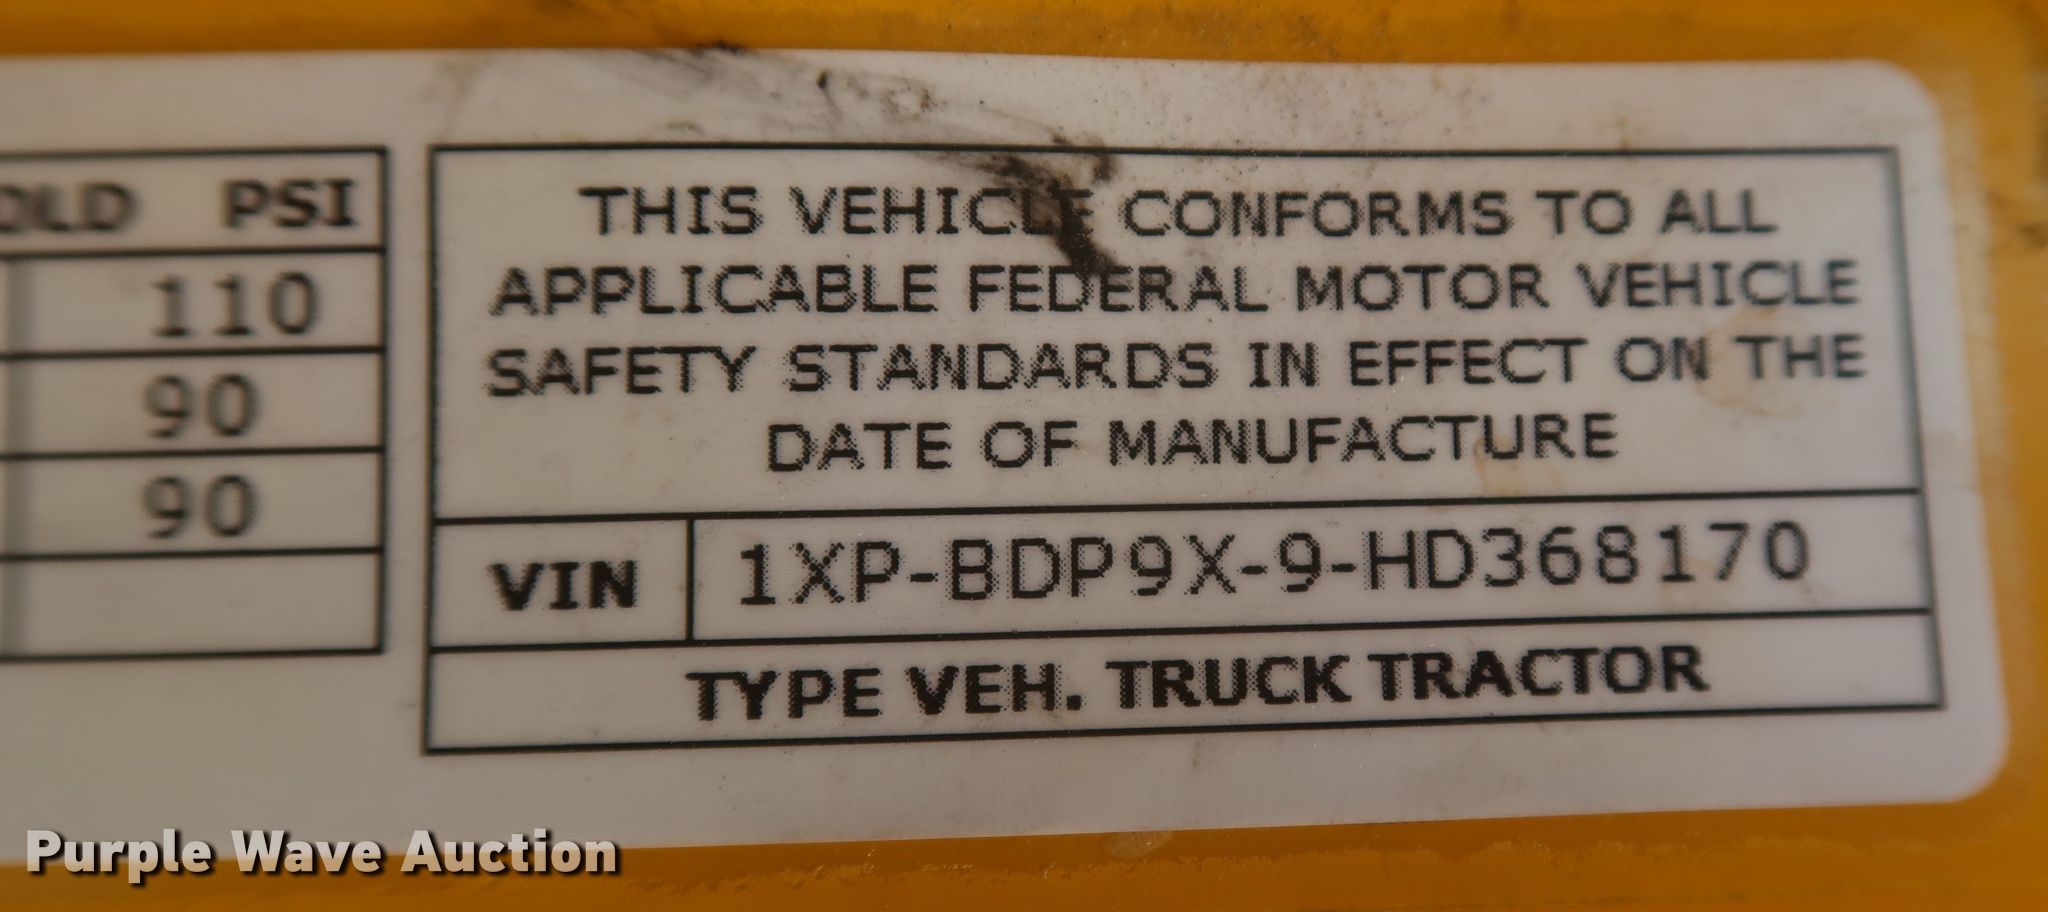 OLD PSI
110
90
90
THIS VEHICLE CONFORMS TO ALL
APPLICABLE FEDERAL MOTOR VEHICLE
SAFETY STANDARDS IN EFFECT ON THE
DATE OF MANUFACTURE
VIN 1XP-BDP9X-9-HD368170
TYPE VEH. TRUCK TRACTOR
Purple Wave Auction